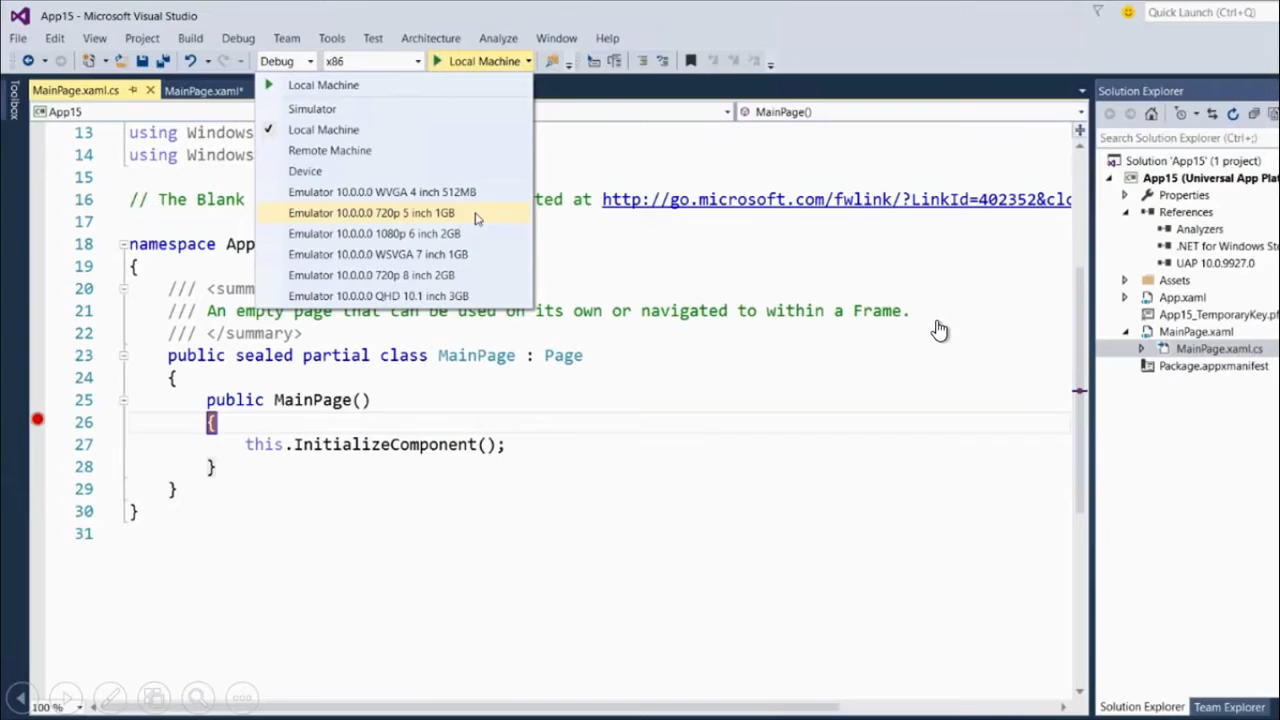 App15 - Microsoft Visual Studio
Quick Launch (Ctrl+Q)
File Edit View Project Build Debug Team Tools Test Architecture Analyze Window Help
Debug x86 Local Machine
MainPage.xaml.cs MainPage.xaml*
Solution Explorer
Toolbox
App15 MainPage()
Local Machine
Simulator
Local Machine
Remote Machine
Device
Emulator 10.0.0.0 WVGA 4 inch 512MB
Emulator 10.0.0.0 720p 5 inch 1GB
Emulator 10.0.0.0 1080p 6 inch 2GB
Emulator 10.0.0.0 WSVGA 7 inch 1GB
Emulator 10.0.0.0 720p 8 inch 2GB
Emulator 10.0.0.0 QHD 10.1 inch 3GB
13 using Windows
14 using Windows
15
16 // The Blank ted at http://go.microsoft.com/fwlink/?LinkId=402352&clc
17
18 namespace App
19 {
20 /// <summ
21 /// An empty page that can be used on its own or navigated to within a Frame.
22 /// </summary>
23 public sealed partial class MainPage : Page
24 {
25 public MainPage()
26 {
27 this.InitializeComponent();
28 }
29 }
30 }
31
100 %
Search Solution Explorer (Ctrl+;)
Solution 'App15' (1 project)
App15 (Universal App Plat
Properties
References
Analyzers
.NET for Windows Sto
UAP 10.0.9927.0
Assets
App.xaml
App15_TemporaryKey.pf
MainPage.xaml
MainPage.xaml.cs
Package.appxmanifest
Solution Explorer Team Explorer